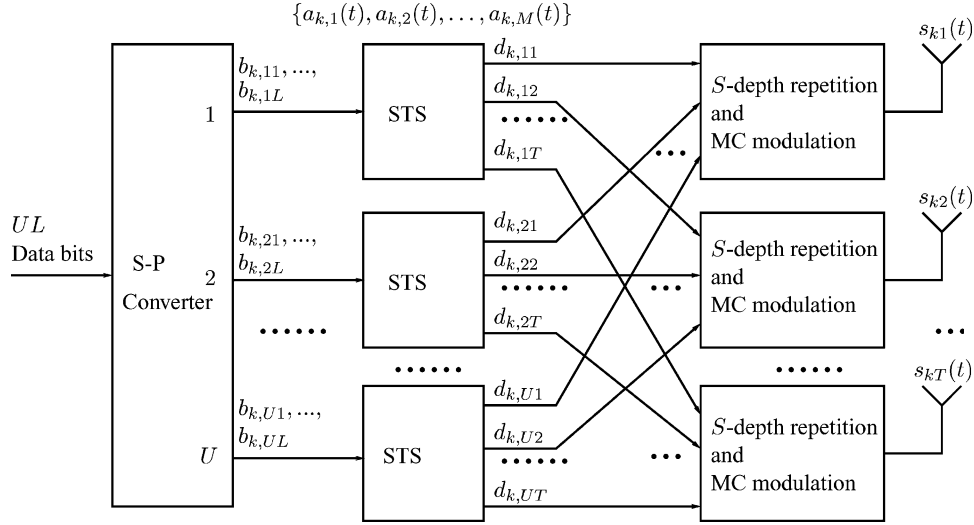 {a_{k,1}(t), a_{k,2}(t), . . . , a_{k,M}(t)}
UL
Data bits
S-P
Converter
1
2
U
b_{k,11}, ...,
b_{k,1L}
b_{k,21}, ...,
b_{k,2L}
......
b_{k,U1}, ...,
b_{k,UL}
STS
STS
......
STS
d_{k,11}
d_{k,12}
......
d_{k,1T}
d_{k,21}
d_{k,22}
......
d_{k,2T}
d_{k,U1}
d_{k,U2}
......
d_{k,UT}
...
...
...
S-depth repetition
and
MC modulation
S-depth repetition
and
MC modulation
......
S-depth repetition
and
MC modulation
s_{k1}(t)
s_{k2}(t)
...
s_{kT}(t)